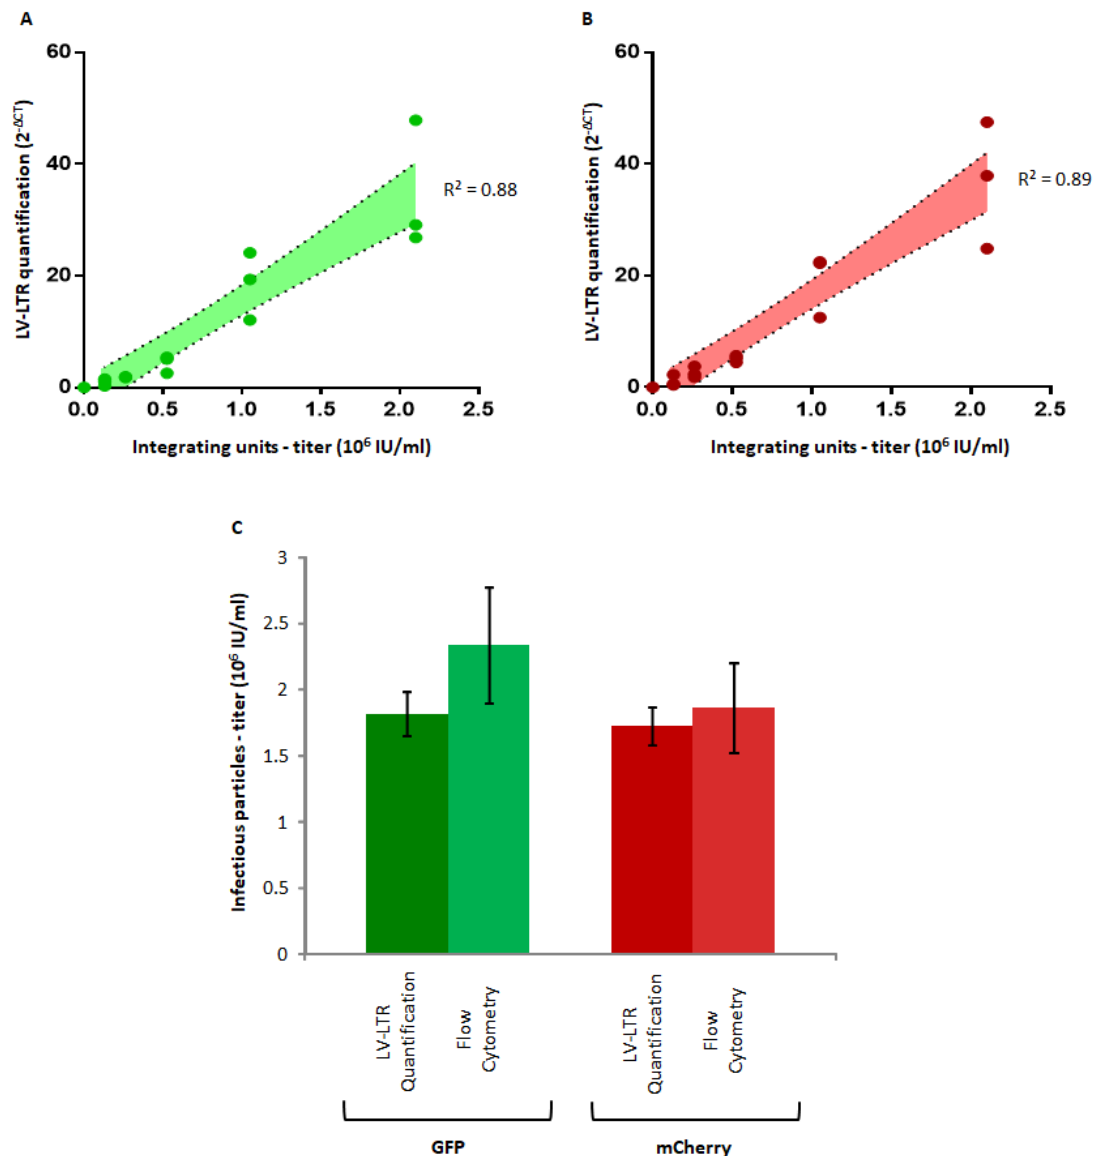 A
60
40
20
0
LV-LTR quantification (2^-ΔCT)
R² = 0.88
0.0 0.5 1.0 1.5 2.0 2.5
Integrating units - titer (10⁶ IU/ml)
B
60
40
20
0
LV-LTR quantification (2^-ΔCT)
R² = 0.89
0.0 0.5 1.0 1.5 2.0 2.5
Integrating units - titer (10⁶ IU/ml)
C
3
2.5
2
1.5
1
0.5
0
Infectious particles - titer (10⁶ IU/ml)
LV-LTR
Quantification
Flow
Cytometry
LV-LTR
Quantification
Flow
Cytometry
GFP
mCherry